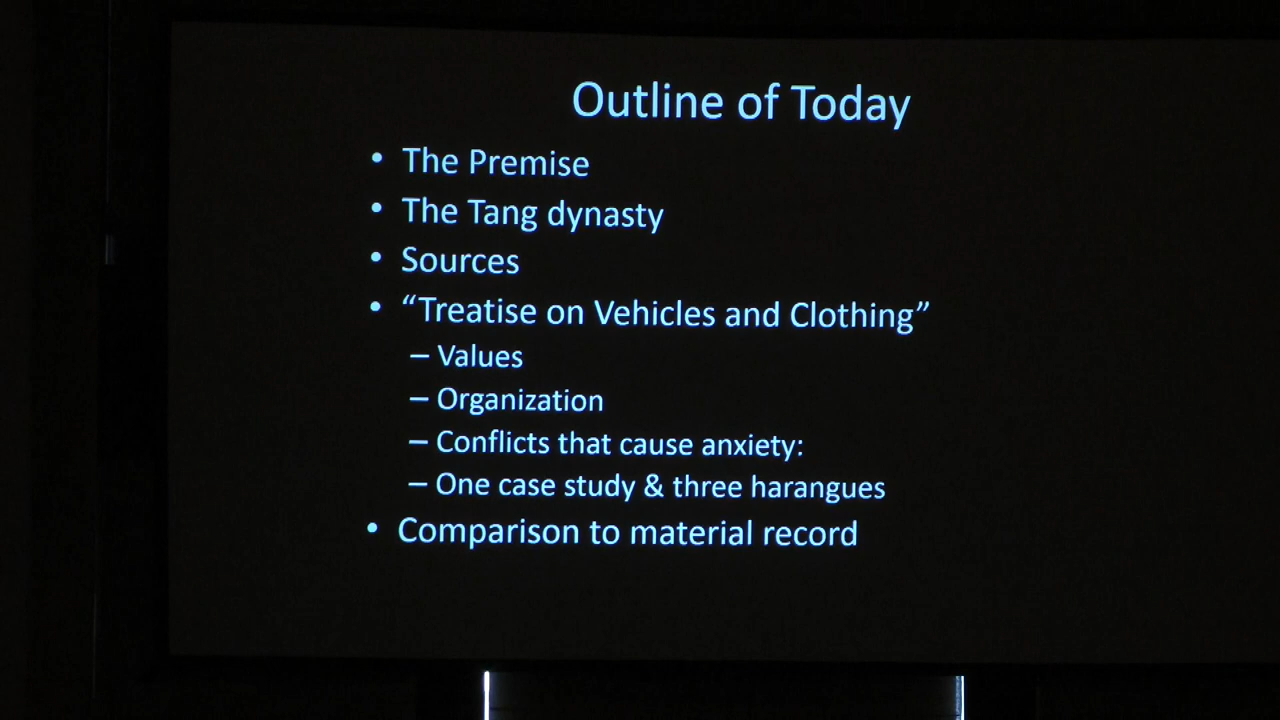 Outline of Today
• The Premise
• The Tang dynasty
• Sources
• “Treatise on Vehicles and Clothing”
– Values
– Organization
– Conflicts that cause anxiety:
– One case study & three harangues
• Comparison to material record